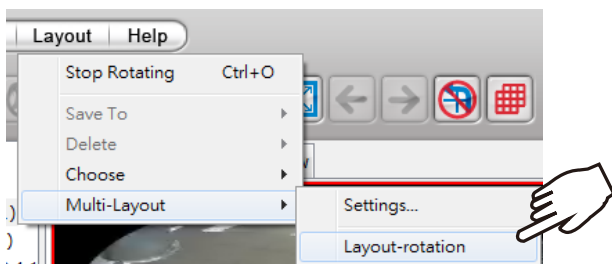 Layout Help
Stop Rotating Ctrl+O
Save To
Delete
Choose
Multi-Layout
Settings...
Layout-rotation